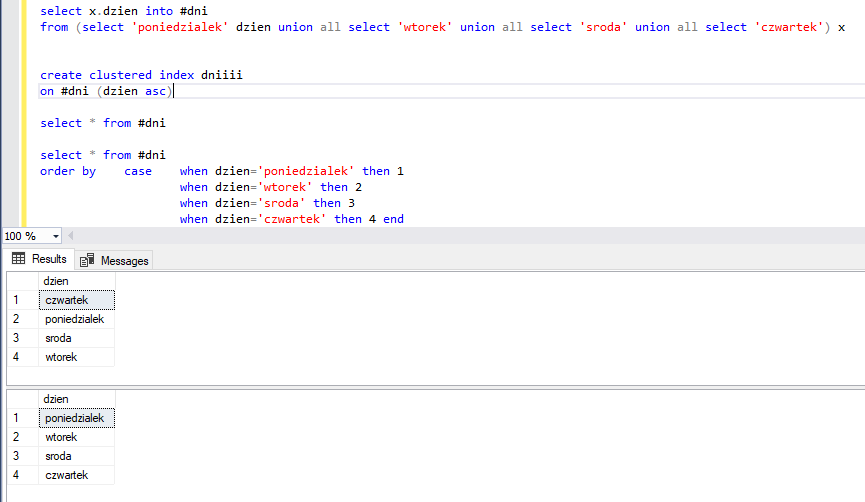 select x.dzien into #dni
from (select 'poniedzialek' dzien union all select 'wtorek' union all select 'sroda' union all select 'czwartek') x
create clustered index dniiii
on #dni (dzien asc)
select * from #dni
select * from #dni
order by    case    when dzien='poniedzialek' then 1
when dzien='wtorek' then 2
when dzien='sroda' then 3
when dzien='czwartek' then 4 end
100 %
Results Messages
dzien
1 czwartek
2 poniedzialek
3 sroda
4 wtorek
dzien
1 poniedzialek
2 wtorek
3 sroda
4 czwartek